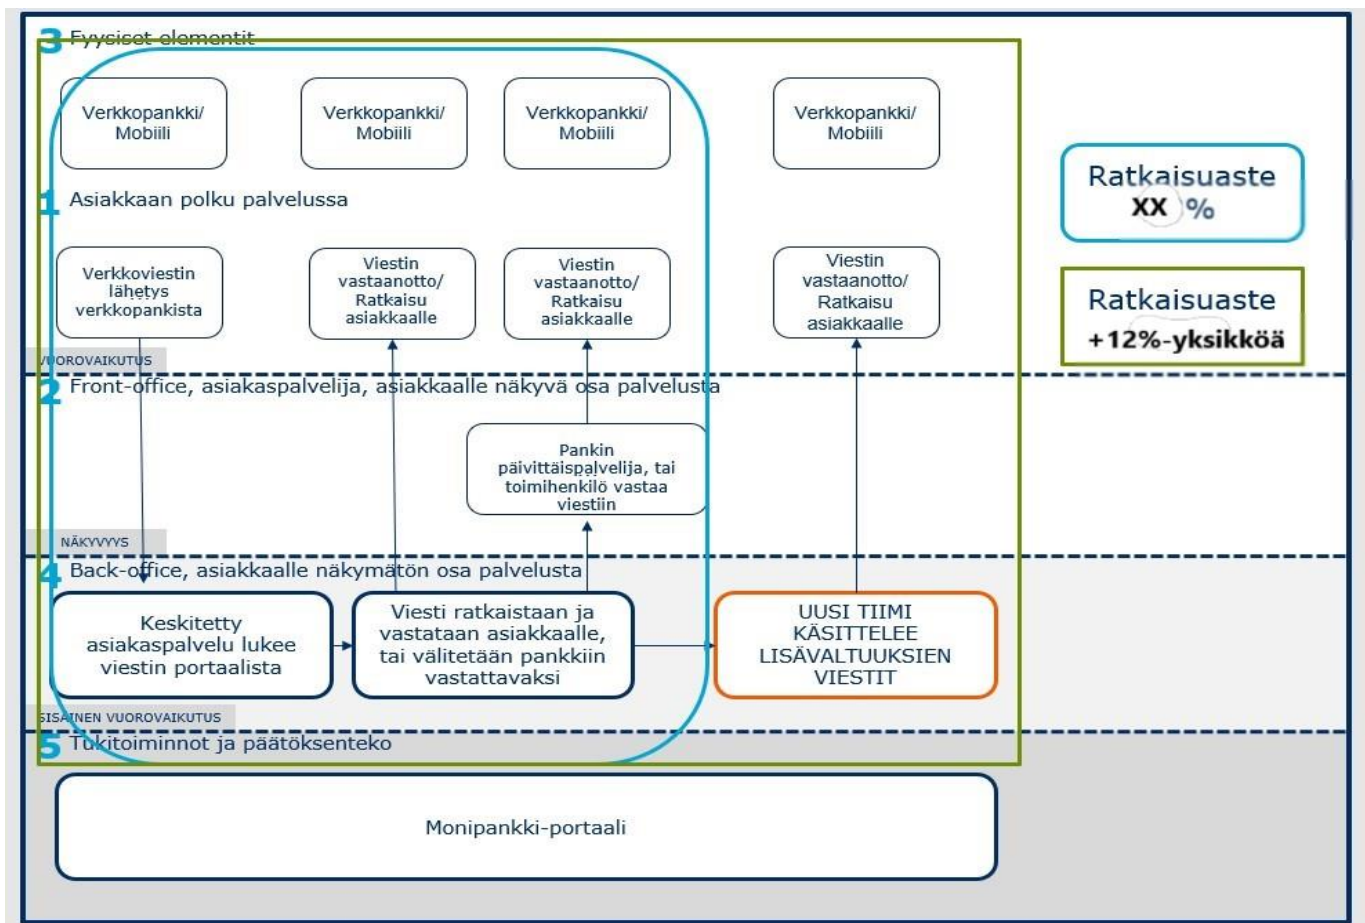 3 Fyysiset elementit
Verkkopankki/
Mobiili
Verkkopankki/
Mobiili
Verkkopankki/
Mobiili
Verkkopankki/
Mobiili
Ratkaisuaste
XX %
1 Asiakkaan polku palvelussa
Verkkoviestin
lähetys
verkkopankista
Viestin
vastaanotto/
Ratkaisu
asiakkaalle
Viestin
vastaanotto/
Ratkaisu
asiakkaalle
Viestin
vastaanotto/
Ratkaisu
asiakkaalle
Ratkaisuaste
+12%-yksikköä
VUOROVAIKUTUS
2 Front-office, asiakaspalvelija, asiakkaalle näkyvä osa palvelusta
Pankin
päivittäispalvelija, tai
toimihenkilö vastaa
viestiin
NÄKYVYYS
4 Back-office, asiakkaalle näkymätön osa palvelusta
Keskitetty
asiakaspalvelu lukee
viestin portaalista
Viesti ratkaistaan ja
vastataan asiakkaalle,
tai välitetään pankkiin
vastattavaksi
UUSI TIIMI
KÄSITTELEE
LISÄVALTUUKSIEN
VIESTIT
SISÄINEN VUOROVAIKUTUS
5 Tukitoiminnot ja päätöksenteko
Monipankki-portaali